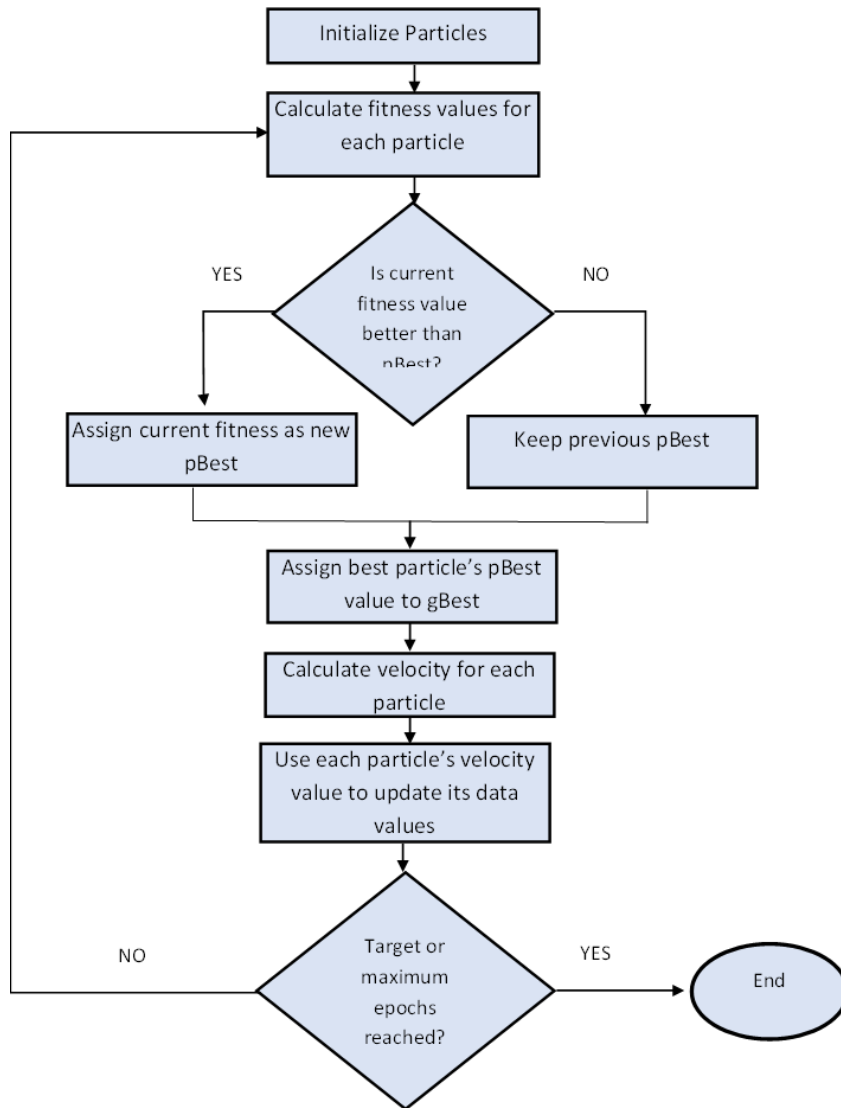 Initialize Particles
Calculate fitness values for
each particle
YES
NO
Is current
fitness value
better than
pBest?
Assign current fitness as new
pBest
Keep previous pBest
Assign best particle’s pBest
value to gBest
Calculate velocity for each
particle
Use each particle’s velocity
value to update its data
values
NO
Target or
maximum
epochs
reached?
YES
End